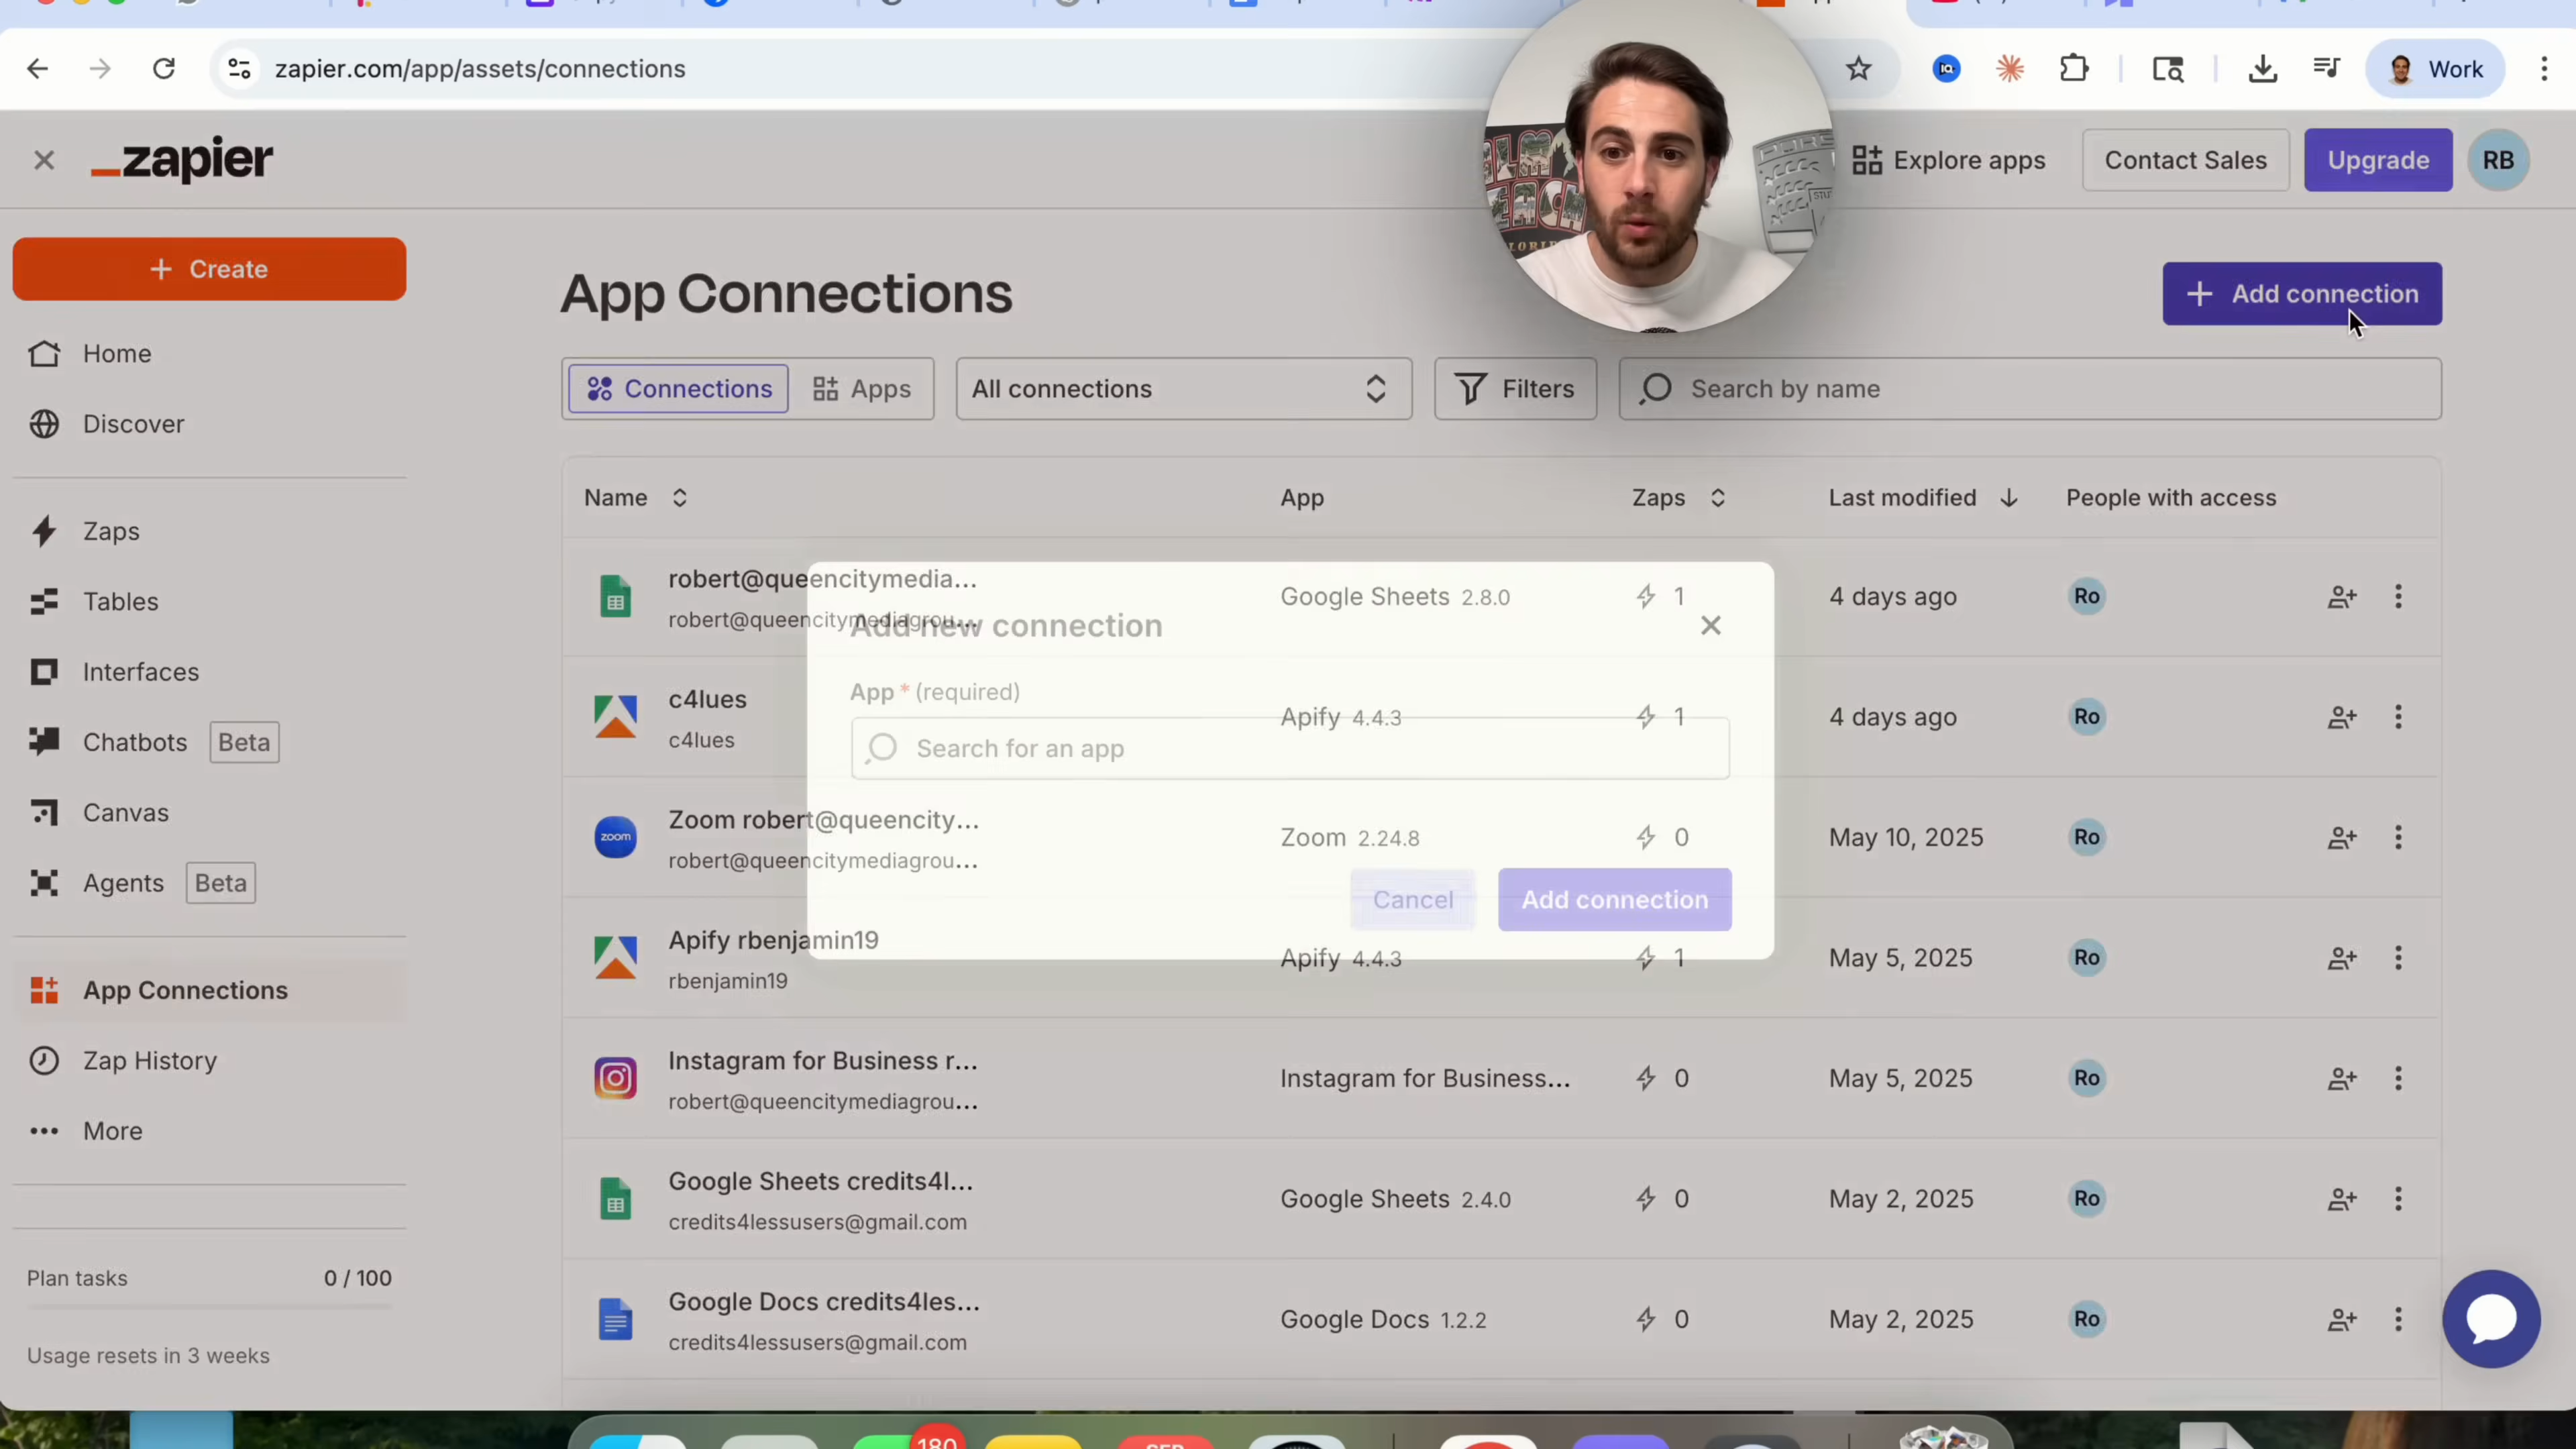 zapier.com/app/assets/connections
Work
zapier
Explore apps
Contact Sales
Upgrade
RB
+ Create
Home
Discover
Zaps
Tables
Interfaces
Chatbots Beta
Canvas
Agents Beta
App Connections
Zap History
More
Plan tasks 0 / 100
Usage resets in 3 weeks
App Connections
+ Add connection
Connections
Apps
All connections
Filters
Search by name
Name App Zaps Last modified People with access
robert@queencitymedia...
robert@queencitymediagrou...
Google Sheets 2.8.0 1 4 days ago Ro
c4lues
c4lues
Apify 4.4.3 1 4 days ago Ro
Zoom robert@queencity...
robert@queencitymediagrou...
Zoom 2.24.8 0 May 10, 2025 Ro
Apify rbenjamin19
rbenjamin19
Apify 4.4.3 1 May 5, 2025 Ro
Instagram for Business r...
robert@queencitymediagrou...
Instagram for Business... 0 May 5, 2025 Ro
Google Sheets credits4l...
credits4lessusers@gmail.com
Google Sheets 2.4.0 0 May 2, 2025 Ro
Google Docs credits4les...
credits4lessusers@gmail.com
Google Docs 1.2.2 0 May 2, 2025 Ro
Add new connection
App * (required)
Search for an app
Cancel
Add connection
zoom
180
SEP